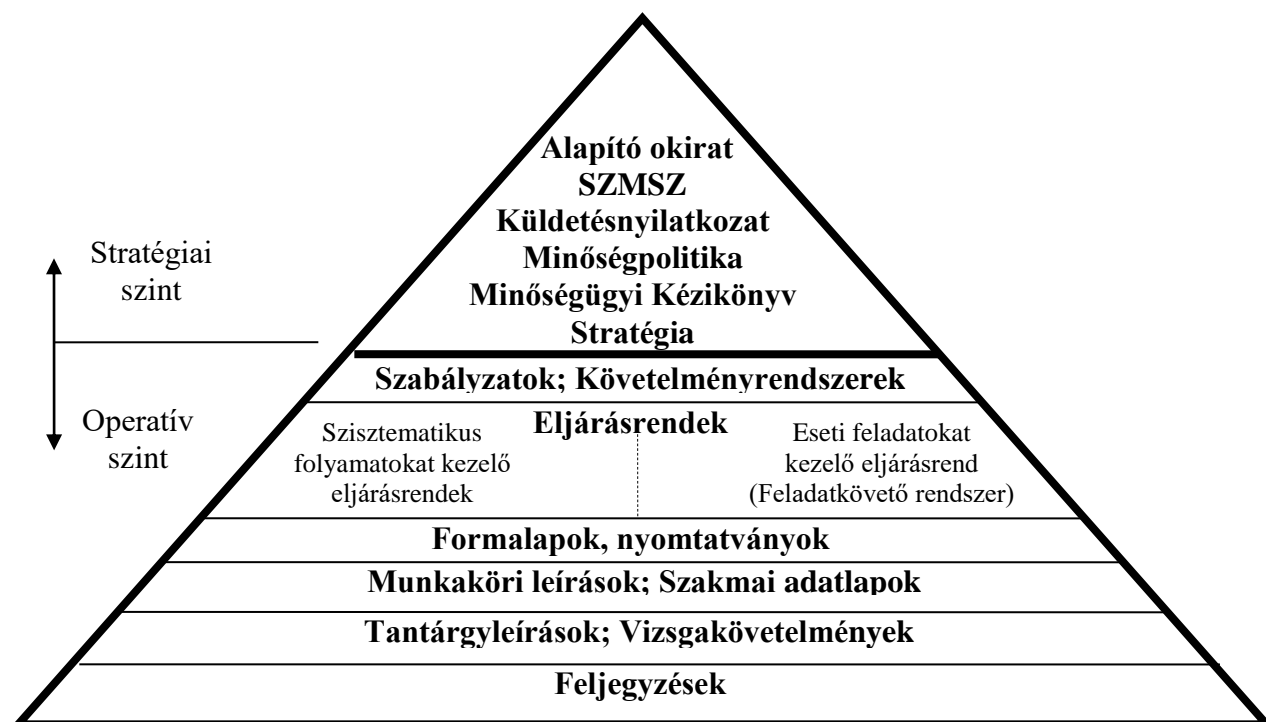 Alapító okirat
SZMSZ
Küldetésnyilatkozat
Minőségpolitika
Minőségügyi Kézikönyv
Stratégia
Stratégiai
szint
Operatív
szint
Szabályzatok; Követelményrendszerek
Eljárásrendek
Szisztematikus
folyamatokat kezelő
eljárásrendek
Eseti feladatokat
kezelő eljárásrend
(Feladatkövető rendszer)
Formalapok, nyomtatványok
Munkaköri leírások; Szakmai adatlapok
Tantárgyleírások; Vizsgakövetelmények
Feljegyzések